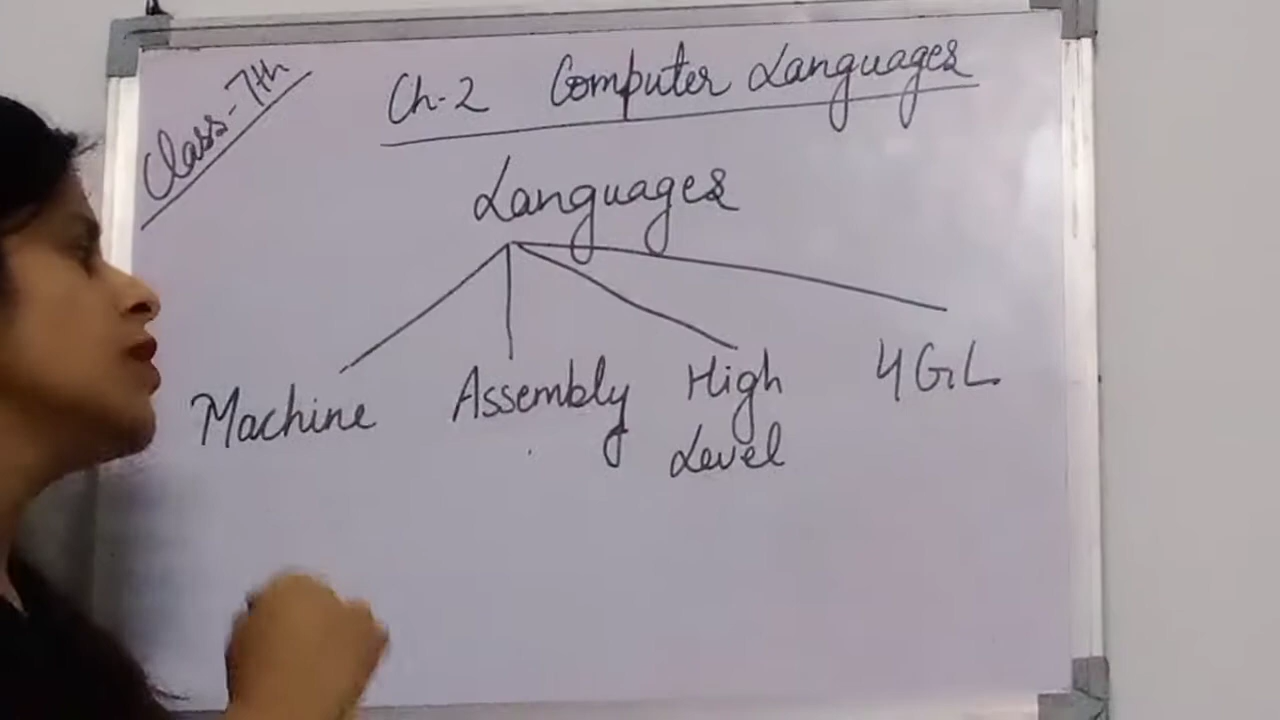 Class-7th
Ch-2 Computer Languages
Languages
Machine Assembly High 4GL
Level